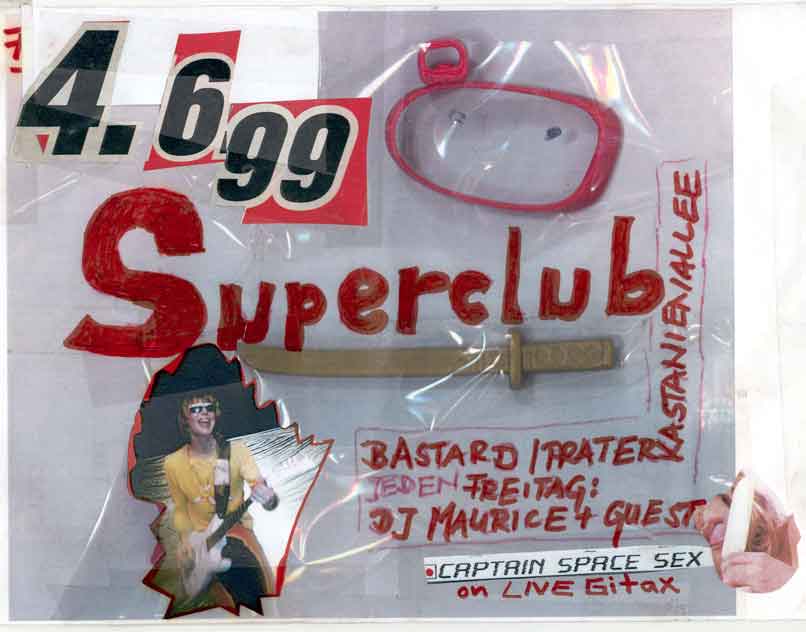 4. 6.99
Superclub
KASTANIENALLEE
BASTARD / PRATER
JEDEN FREITAG:
DJ MAURICE + GUEST
CAPTAIN SPACE SEX
on LIVE Gitax